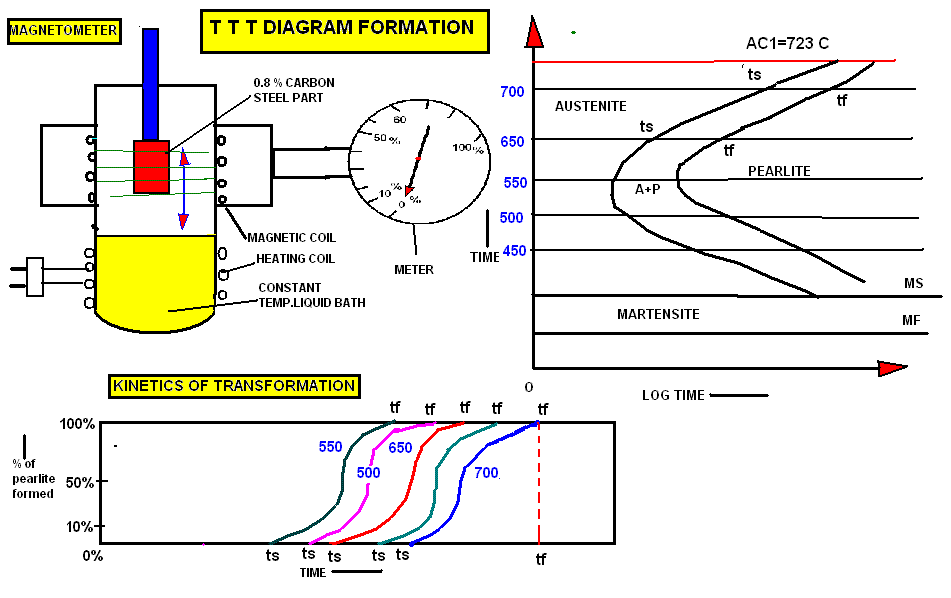 MAGNETOMETER
T T T DIAGRAM FORMATION
0.8 % CARBON
STEEL PART
60
50 %
100%
10 %
0 %
MAGNETIC COIL
HEATING COIL
METER
CONSTANT
TEMP.LIQUID BATH
AC1=723 C
ts
tf
700
AUSTENITE
ts
650
tf
PEARLITE
550
A+P
500
TIME
450
MS
MARTENSITE
MF
0
LOG TIME
KINETICS OF TRANSFORMATION
tf tf tf tf tf
100%
550
650
% of
pearlite
formed
500
700
50%
10%
0%
ts ts ts ts ts
tf
TIME